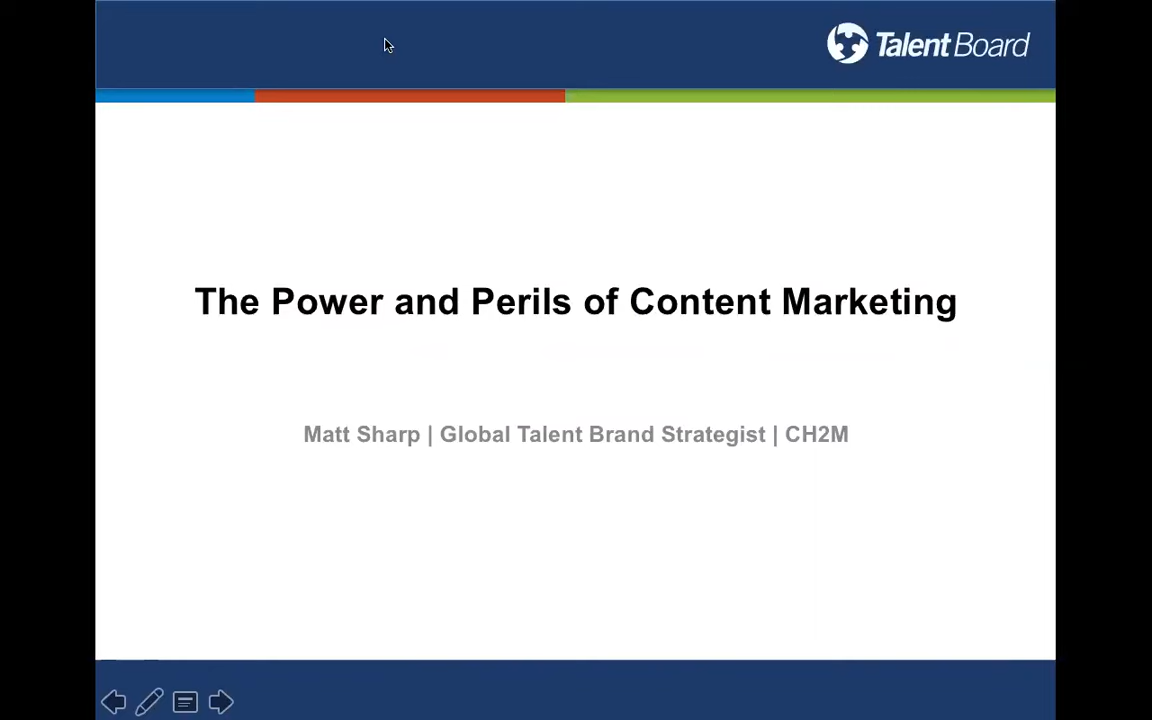 Talent Board
The Power and Perils of Content Marketing
Matt Sharp | Global Talent Brand Strategist | CH2M